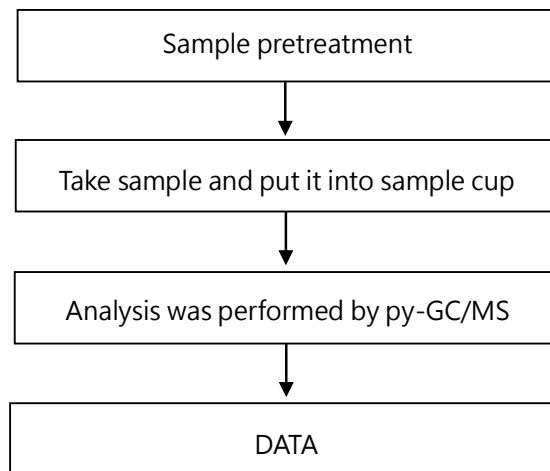 Sample pretreatment
Take sample and put it into sample cup
Analysis was performed by py-GC/MS
DATA